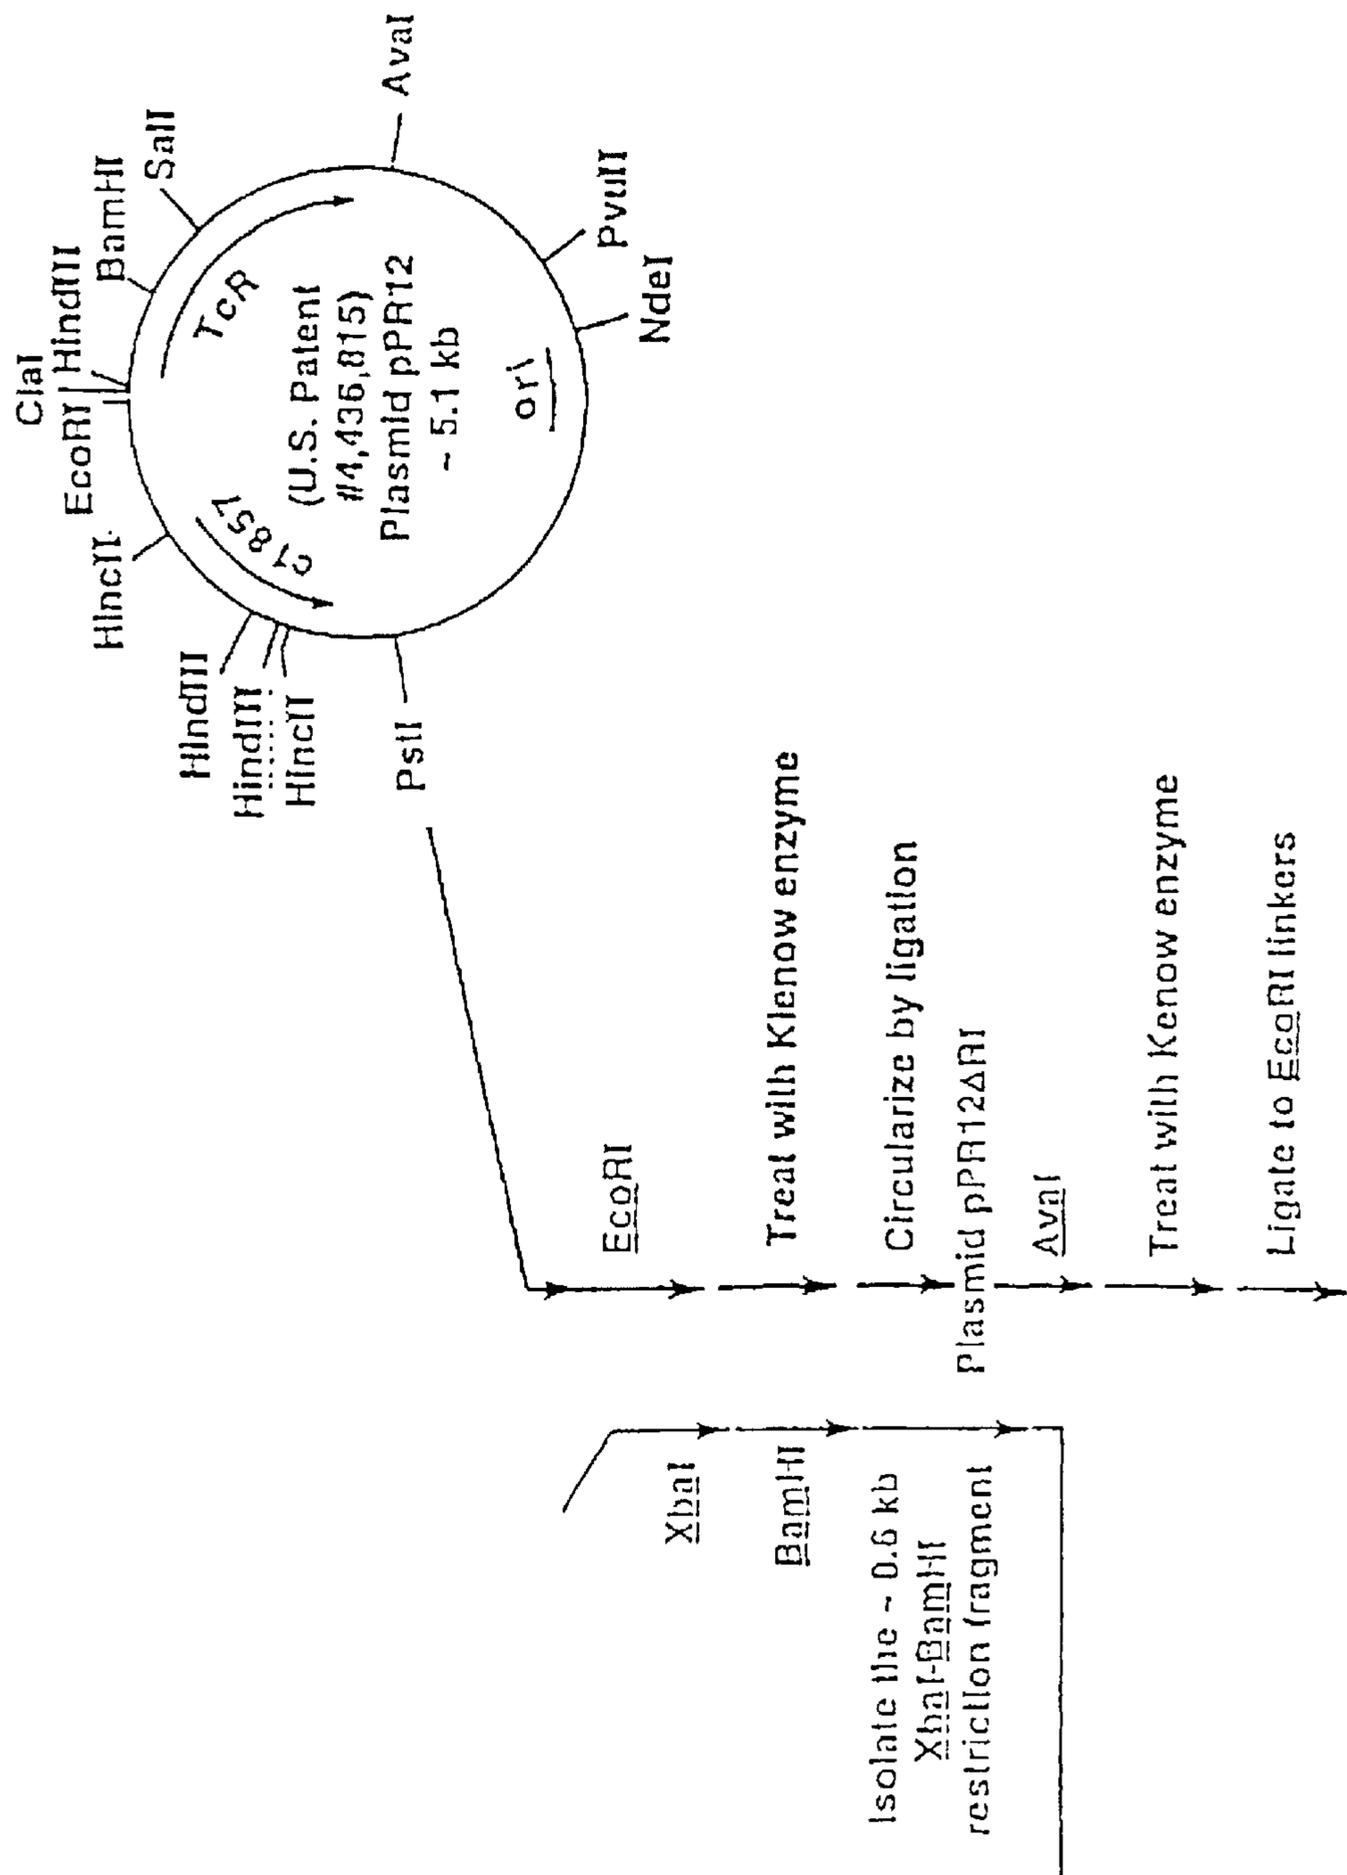 ClaI
EcoRI
HindIII
BamHI
SalI
AvaI
PvuII
NdeI
HincII
HindIII
HindIII
HincII
PstI
TcR
cI857
(U.S. Patent
#4,436,815)
Plasmid pPR12
~ 5.1 kb
ori
EcoRI
Treat with Klenow enzyme
Circularize by ligation
Plasmid pPR12ΔRI
AvaI
Treat with Kenow enzyme
Ligate to EcoRI linkers
XbaI
BamHI
Isolate the ~ 0.6 kb
XbaI-BamHI
restriction fragment